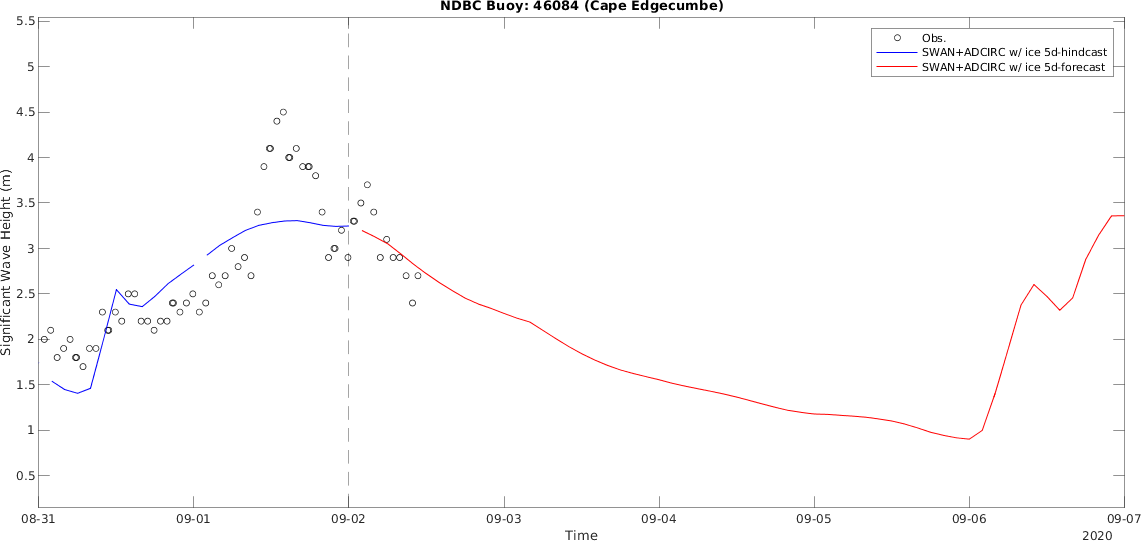 NDBC Buoy: 46084 (Cape Edgecumbe)
Obs.
SWAN+ADCIRC w/ ice 5d-hindcast
SWAN+ADCIRC w/ ice 5d-forecast
Significant Wave Height (m)
5.5
5
4.5
4
3.5
3
2.5
2
1.5
1
0.5
08-31 09-01 09-02 09-03 09-04 09-05 09-06 09-07
Time
2020